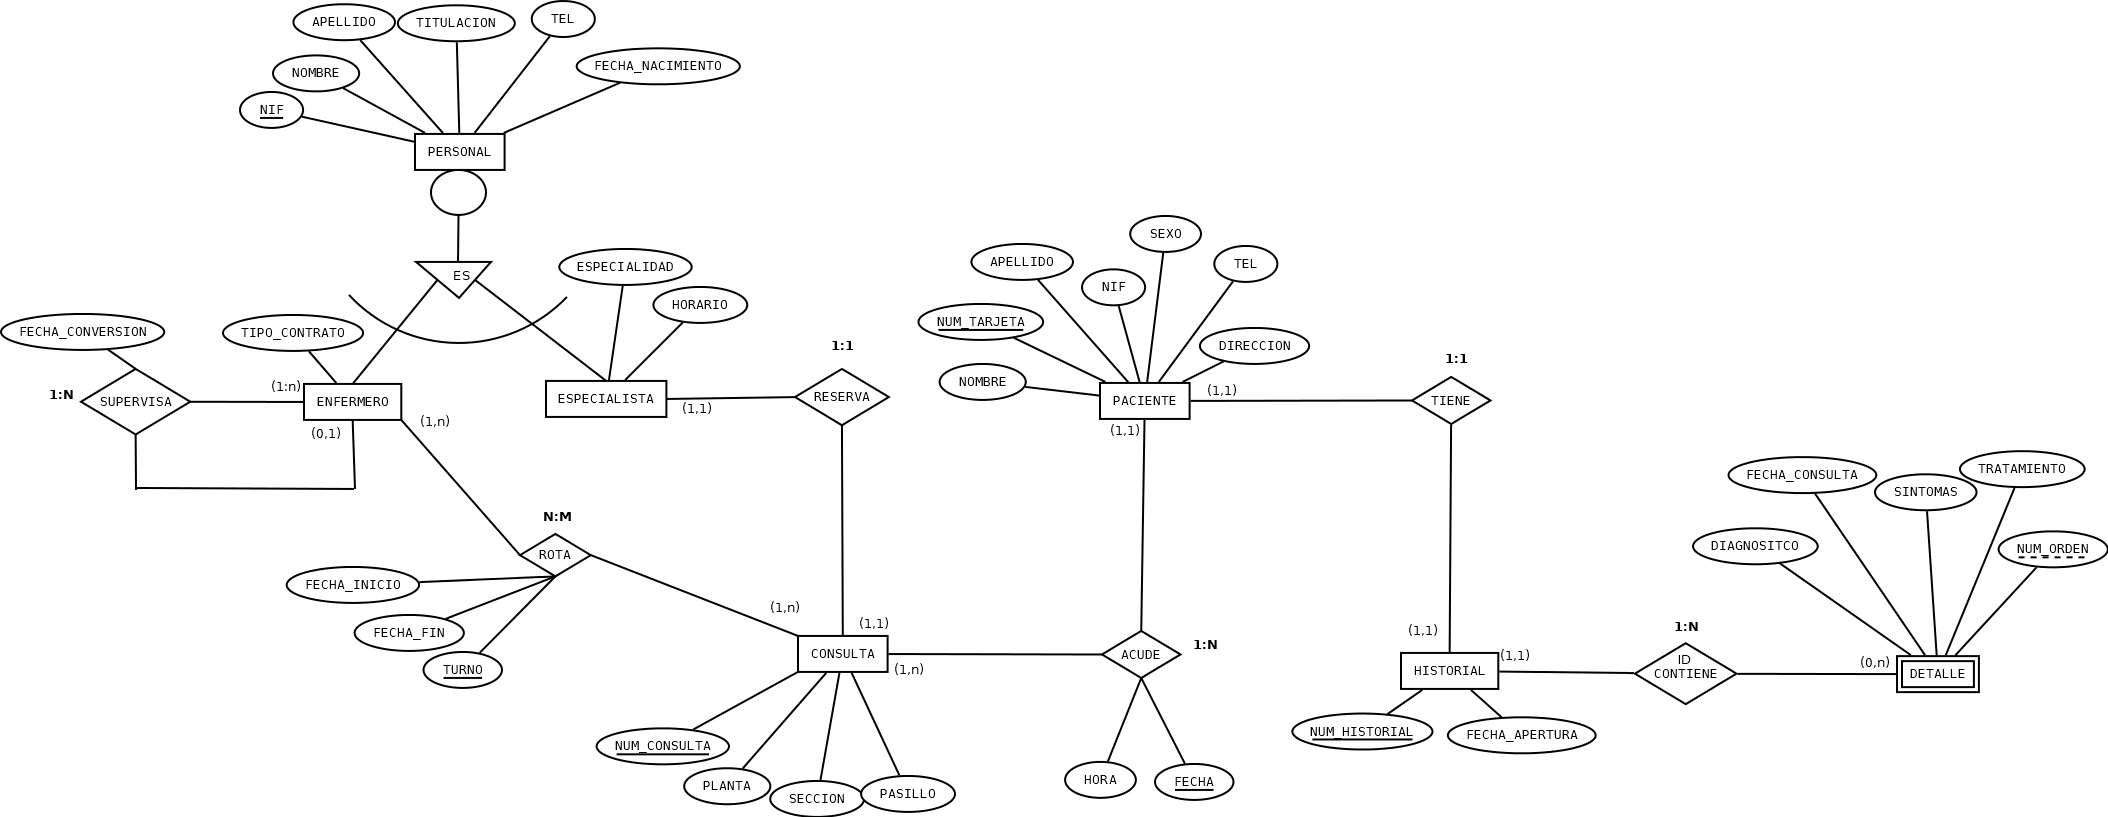 APELLIDO
TITULACION
TEL
NOMBRE
FECHA_NACIMIENTO
NIF
PERSONAL
ES
ESPECIALIDAD
HORARIO
FECHA_CONVERSION
TIPO_CONTRATO
1:N
SUPERVISA
(1:n)
ENFERMERO
(0,1)
(1,n)
ESPECIALISTA
(1,1)
1:1
RESERVA
SEXO
APELLIDO
NIF
TEL
NUM_TARJETA
DIRECCION
NOMBRE
PACIENTE
(1,1)
(1,1)
1:1
TIENE
N:M
ROTA
FECHA_INICIO
FECHA_FIN
TURNO
(1,n)
(1,1)
CONSULTA
(1,n)
ACUDE
1:N
NUM_CONSULTA
PLANTA
SECCION
PASILLO
HORA
FECHA
(1,1)
HISTORIAL
(1,1)
NUM_HISTORIAL
FECHA_APERTURA
1:N
ID
CONTIENE
(0,n)
DETALLE
FECHA_CONSULTA
SINTOMAS
TRATAMIENTO
DIAGNOSITCO
NUM_ORDEN